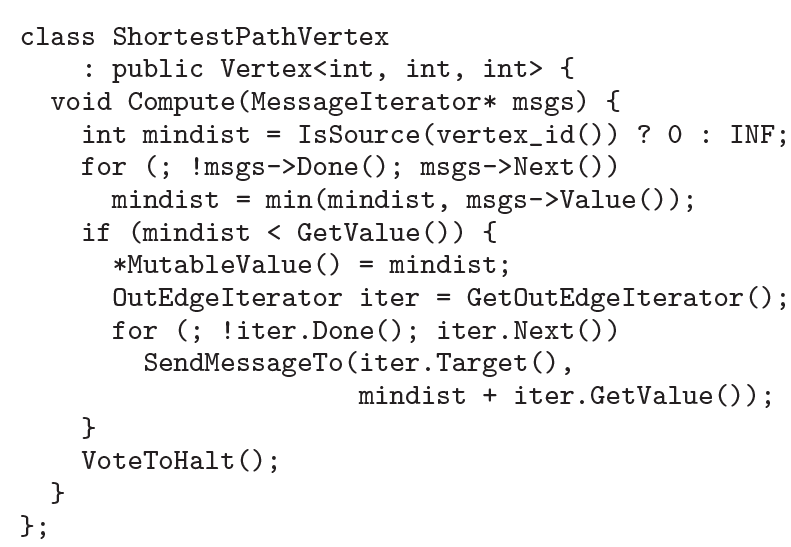 class ShortestPathVertex
    : public Vertex<int, int, int> {
  void Compute(MessageIterator* msgs) {
    int mindist = IsSource(vertex_id()) ? 0 : INF;
    for (; !msgs->Done(); msgs->Next())
      mindist = min(mindist, msgs->Value());
    if (mindist < GetValue()) {
      *MutableValue() = mindist;
      OutEdgeIterator iter = GetOutEdgeIterator();
      for (; !iter.Done(); iter.Next())
        SendMessageTo(iter.Target(),
                      mindist + iter.GetValue());
    }
    VoteToHalt();
  }
};